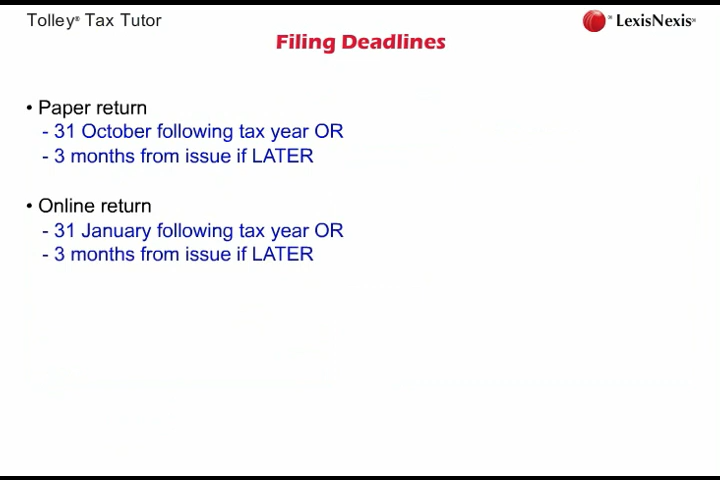 Tolley® Tax Tutor
LexisNexis®
Filing Deadlines
• Paper return
- 31 October following tax year OR
- 3 months from issue if LATER
• Online return
- 31 January following tax year OR
- 3 months from issue if LATER